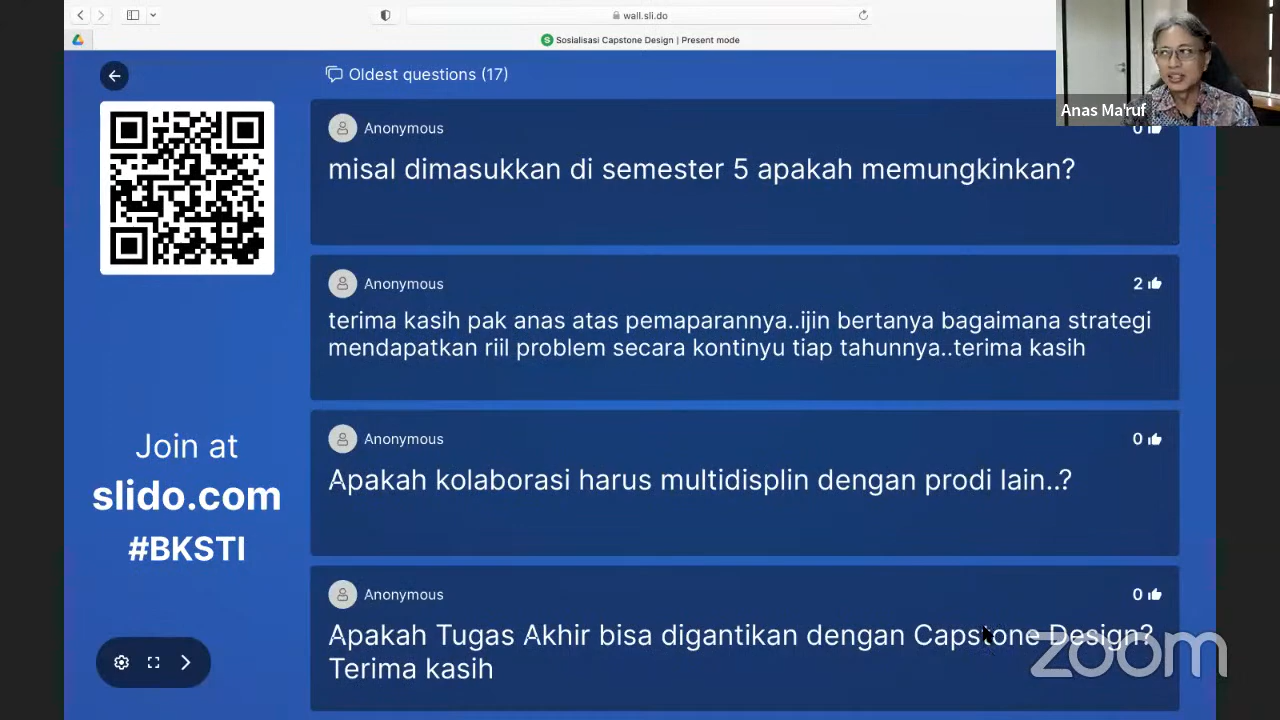 wall.sli.do
Sosialisasi Capstone Design | Present mode
Oldest questions (17)
Anas Ma'ruf
Anonymous
0
misal dimasukkan di semester 5 apakah memungkinkan?
Anonymous
2
terima kasih pak anas atas pemaparannya..ijin bertanya bagaimana strategi
mendapatkan riil problem secara kontinyu tiap tahunnya..terima kasih
Anonymous
0
Apakah kolaborasi harus multidisplin dengan prodi lain..?
Anonymous
0
Apakah Tugas Akhir bisa digantikan dengan Capstone Design?
Terima kasih
Join at
slido.com
#BKSTI
zoom